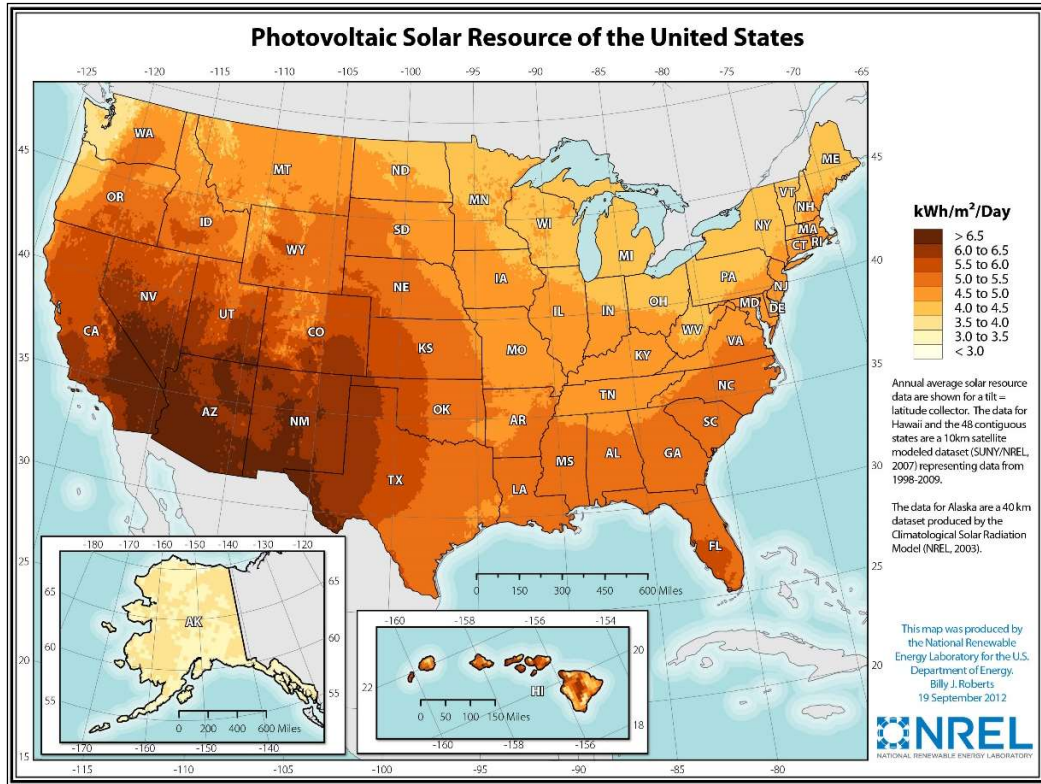 Photovoltaic Solar Resource of the United States
-125 -120 -115 -110 -105 -100 -95 -90 -85 -80 -75 -70 -65
45
40
35
30
25
20
15
45
40
35
30
25
20
WA
OR
CA
NV
ID
MT
WY
UT
AZ
CO
NM
ND
SD
NE
KS
OK
TX
MN
IA
MO
AR
LA
WI
IL
MI
IN
OH
KY
TN
MS
AL
GA
FL
SC
NC
VA
WV
PA
NY
VT
NH
ME
MA
CT
RI
NJ
DE
MD
0 150 300 450 600 Miles
-180 -170 -160 -150 -140 -130 -120
65
60
55
65
60
55
AK
0 200 400 600 Miles
-170 -160 -150 -140
-160 -158 -156 -154
22
20
18
HI
0 50 100 150 Miles
-160 -158 -156
-115 -110 -105 -100 -95 -90 -85 -80
kWh/m²/Day
> 6.5
6.0 to 6.5
5.5 to 6.0
5.0 to 5.5
4.5 to 5.0
4.0 to 4.5
3.5 to 4.0
3.0 to 3.5
< 3.0
Annual average solar resource
data are shown for a tilt =
latitude collector. The data for
Hawaii and the 48 contiguous
states are a 10km satellite
modeled dataset (SUNY/NREL,
2007) representing data from
1998-2009.
The data for Alaska are a 40 km
dataset produced by the
Climatological Solar Radiation
Model (NREL, 2003).
This map was produced by
the National Renewable
Energy Laboratory for the U.S.
Department of Energy.
Billy J. Roberts
19 September 2012
NREL
NATIONAL RENEWABLE ENERGY LABORATORY